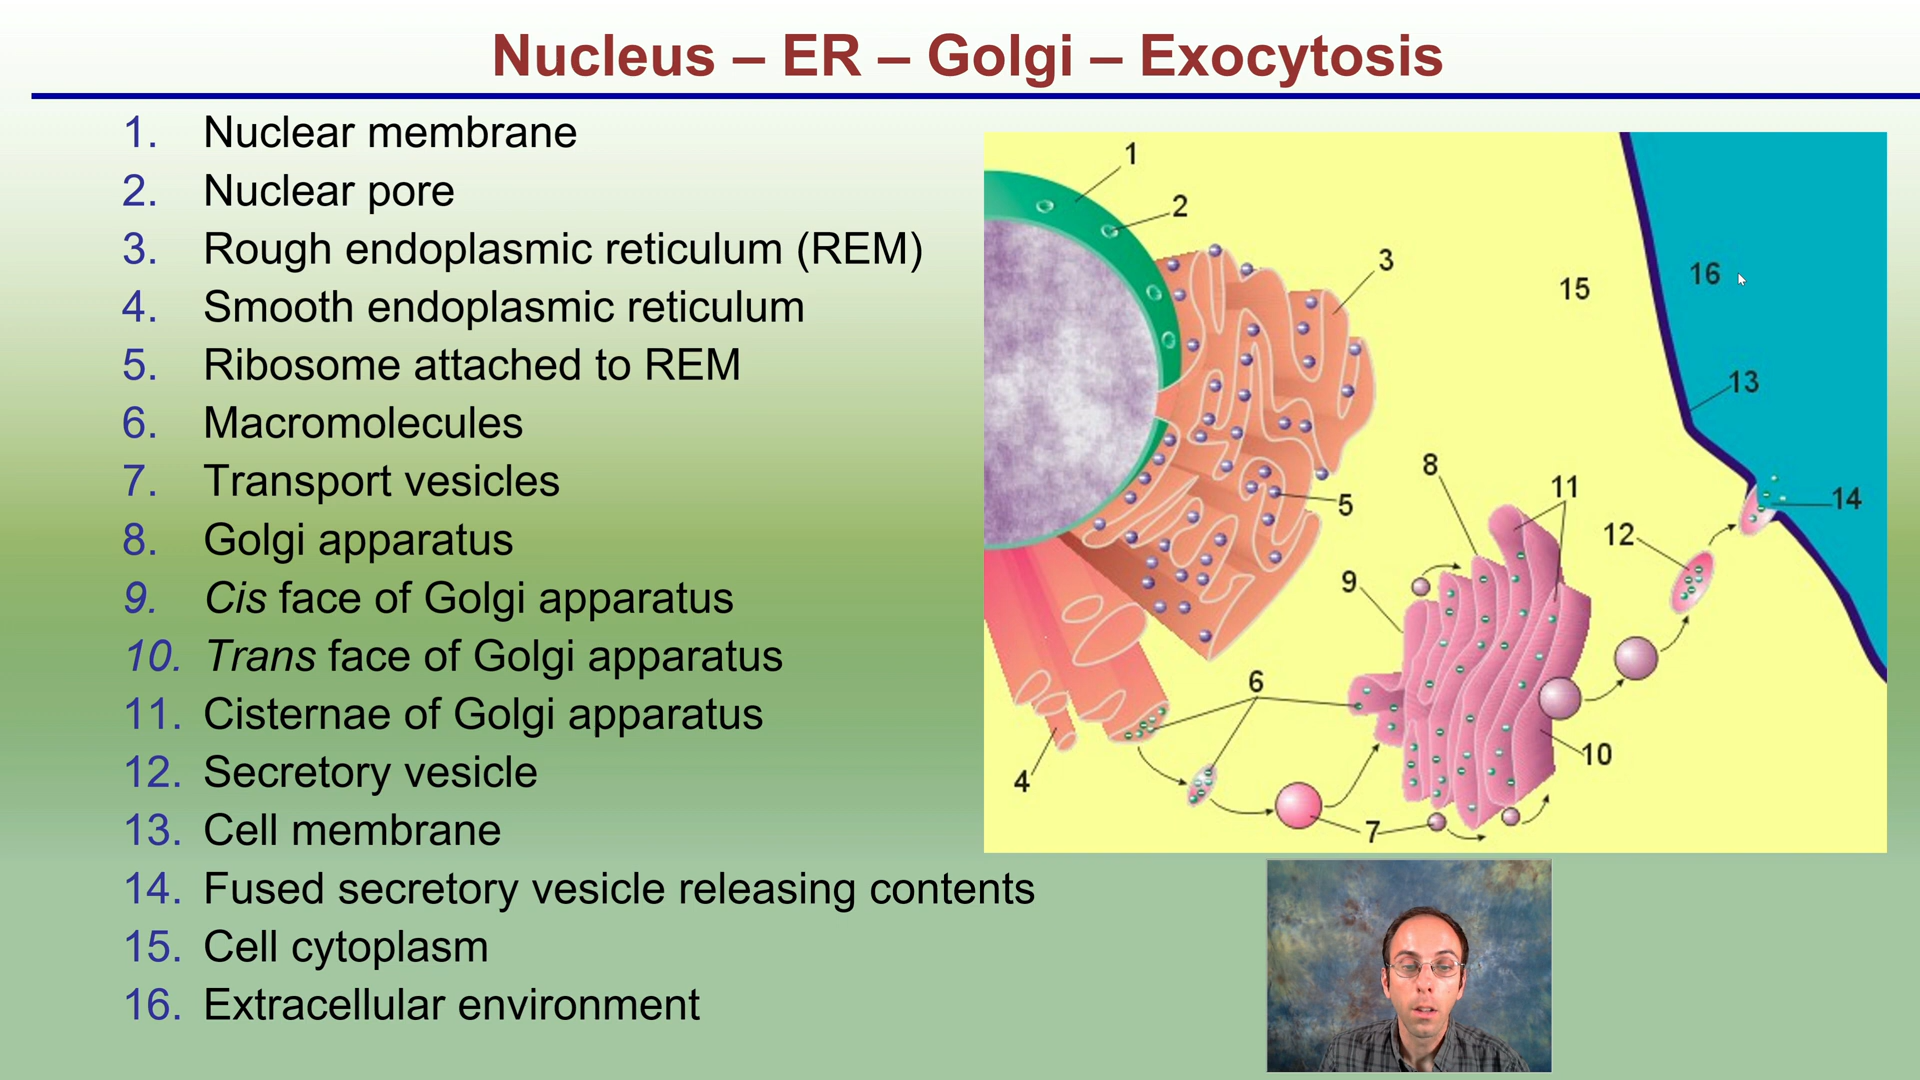 Nucleus – ER – Golgi – Exocytosis
1. Nuclear membrane
2. Nuclear pore
3. Rough endoplasmic reticulum (REM)
4. Smooth endoplasmic reticulum
5. Ribosome attached to REM
6. Macromolecules
7. Transport vesicles
8. Golgi apparatus
9. Cis face of Golgi apparatus
10. Trans face of Golgi apparatus
11. Cisternae of Golgi apparatus
12. Secretory vesicle
13. Cell membrane
14. Fused secretory vesicle releasing contents
15. Cell cytoplasm
16. Extracellular environment
1
2
3
15
16
13
8
11
5
14
12
9
6
10
4
7